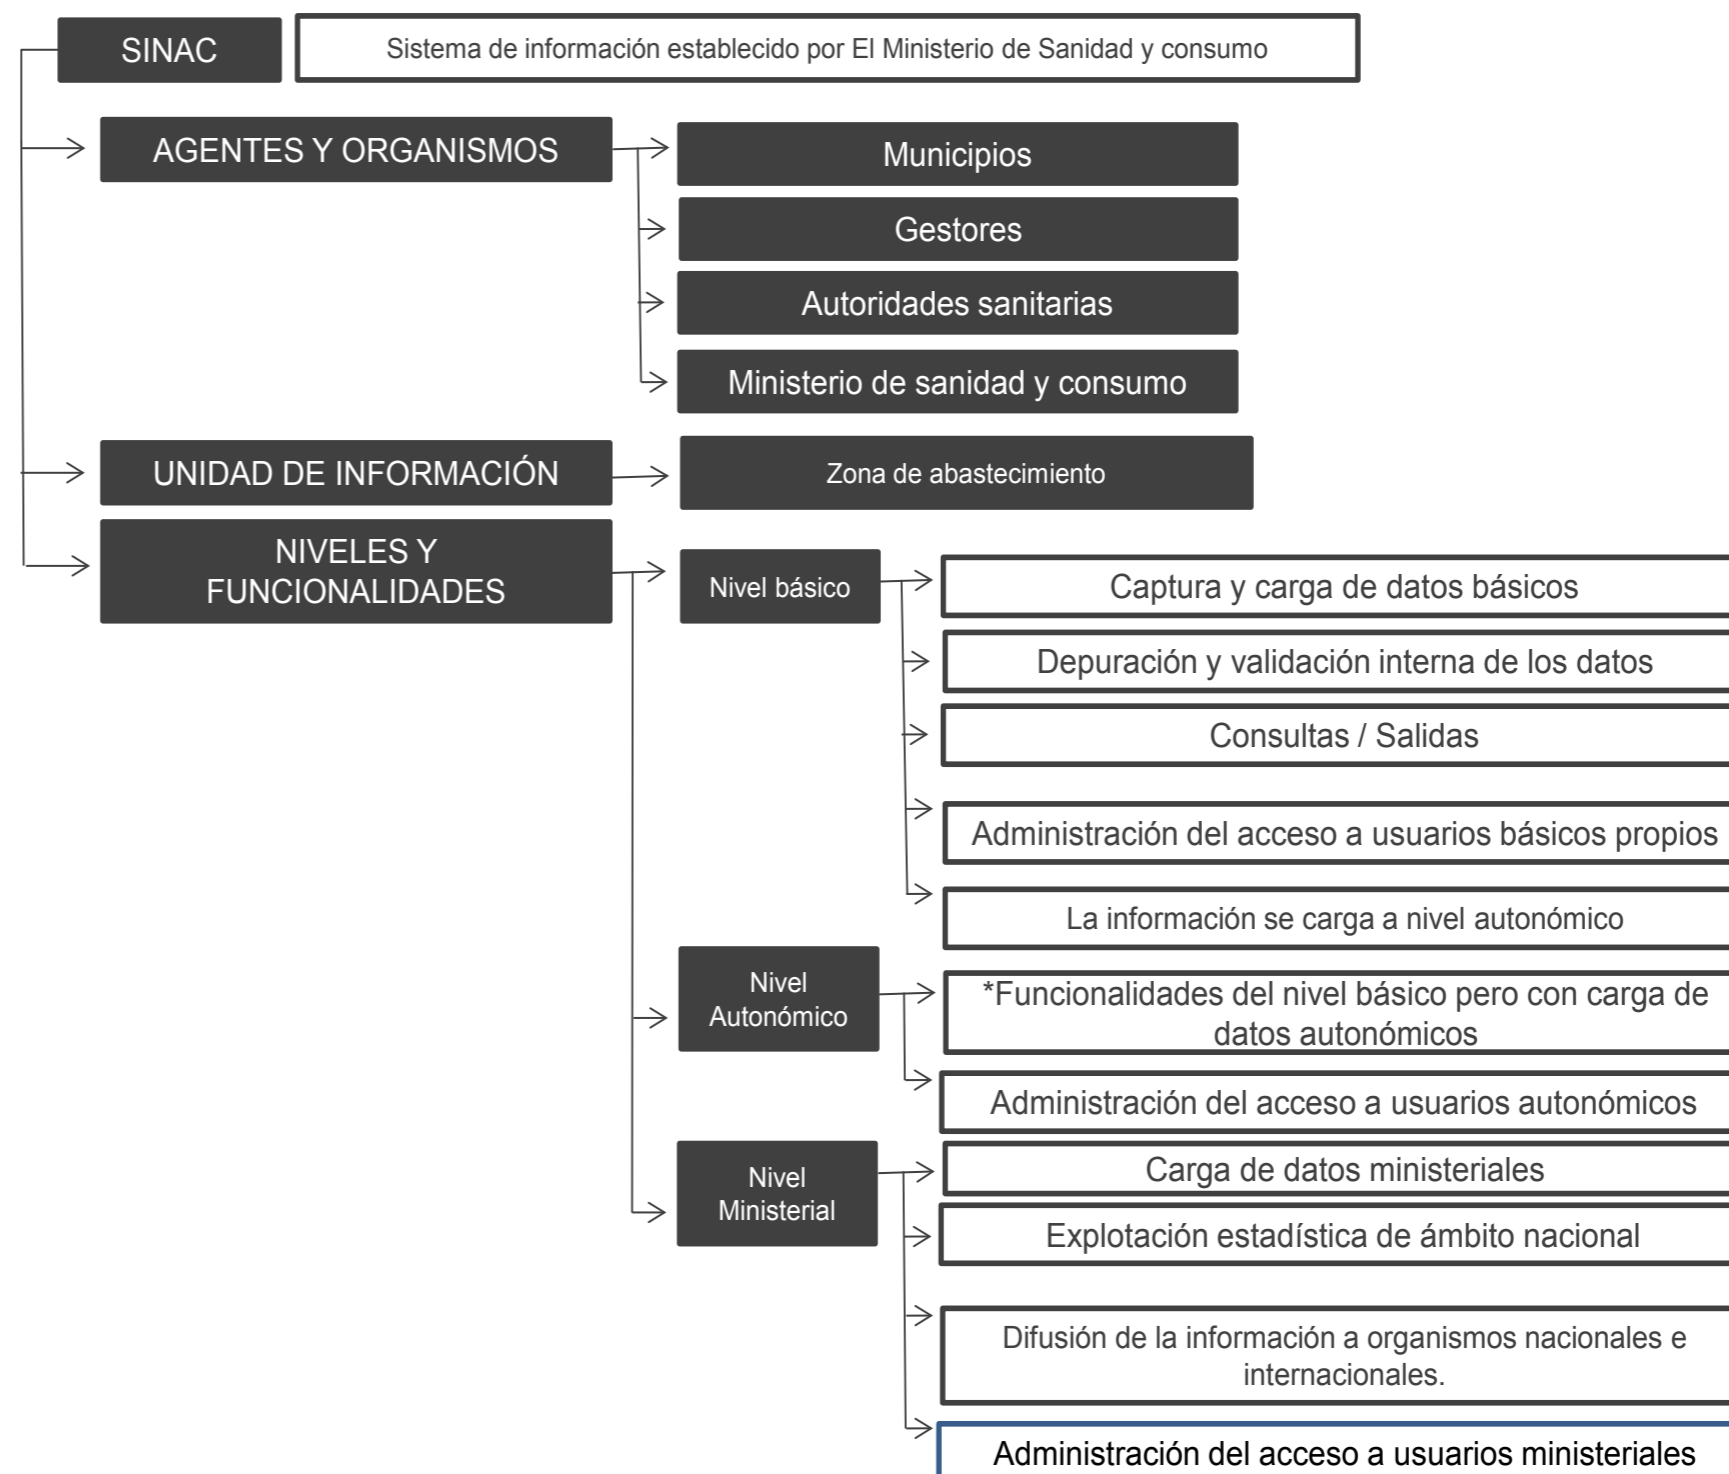 SINAC
Sistema de información establecido por El Ministerio de Sanidad y consumo
AGENTES Y ORGANISMOS
Municipios
Gestores
Autoridades sanitarias
Ministerio de sanidad y consumo
UNIDAD DE INFORMACIÓN
Zona de abastecimiento
NIVELES Y
FUNCIONALIDADES
Nivel básico
Captura y carga de datos básicos
Depuración y validación interna de los datos
Consultas / Salidas
Administración del acceso a usuarios básicos propios
La información se carga a nivel autonómico
Nivel
Autonómico
*Funcionalidades del nivel básico pero con carga de
datos autonómicos
Administración del acceso a usuarios autonómicos
Nivel
Ministerial
Carga de datos ministeriales
Explotación estadística de ámbito nacional
Difusión de la información a organismos nacionales e
internacionales.
Administración del acceso a usuarios ministeriales